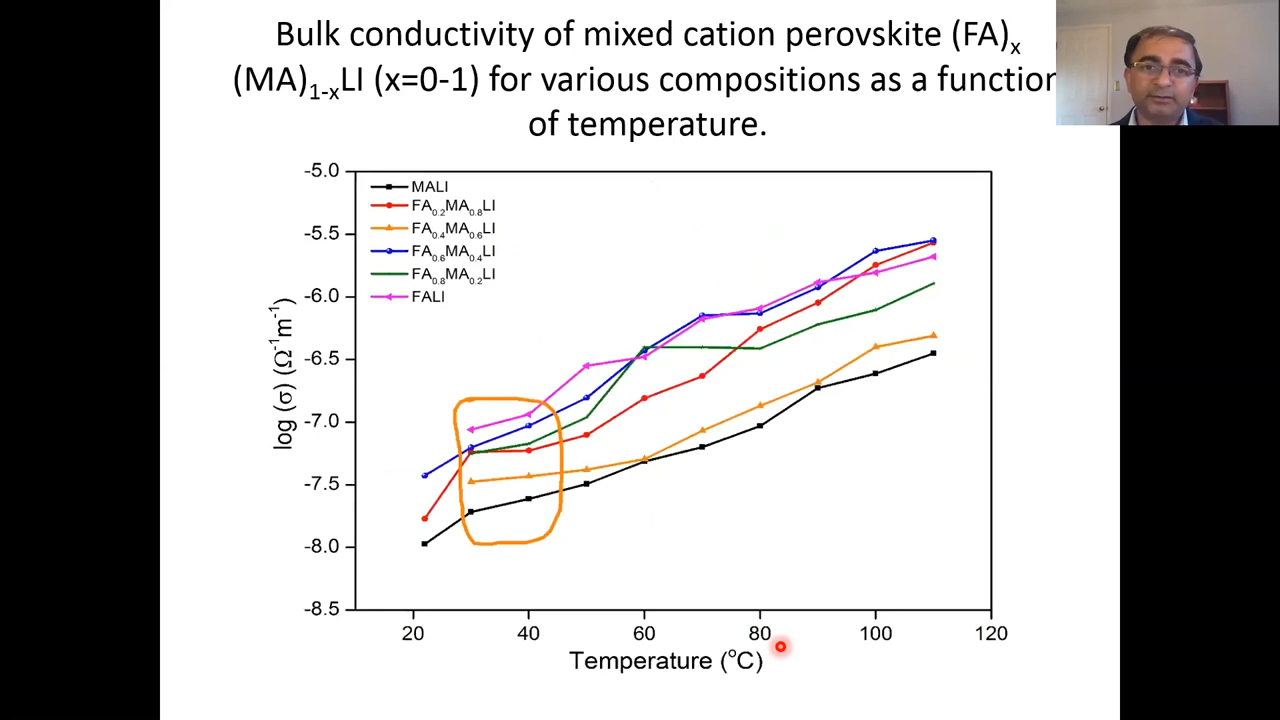 Bulk conductivity of mixed cation perovskite (FA)ₓ
(MA)₁₋ₓLI (x=0-1) for various compositions as a function
of temperature.
-5.0
-5.5
-6.0
-6.5
-7.0
-7.5
-8.0
-8.5
log (σ) (Ω⁻¹m⁻¹)
MALI
FA₀.₂MA₀.₈LI
FA₀.₄MA₀.₆LI
FA₀.₆MA₀.₄LI
FA₀.₈MA₀.₂LI
FALI
20 40 60 80 100 120
Temperature (°C)